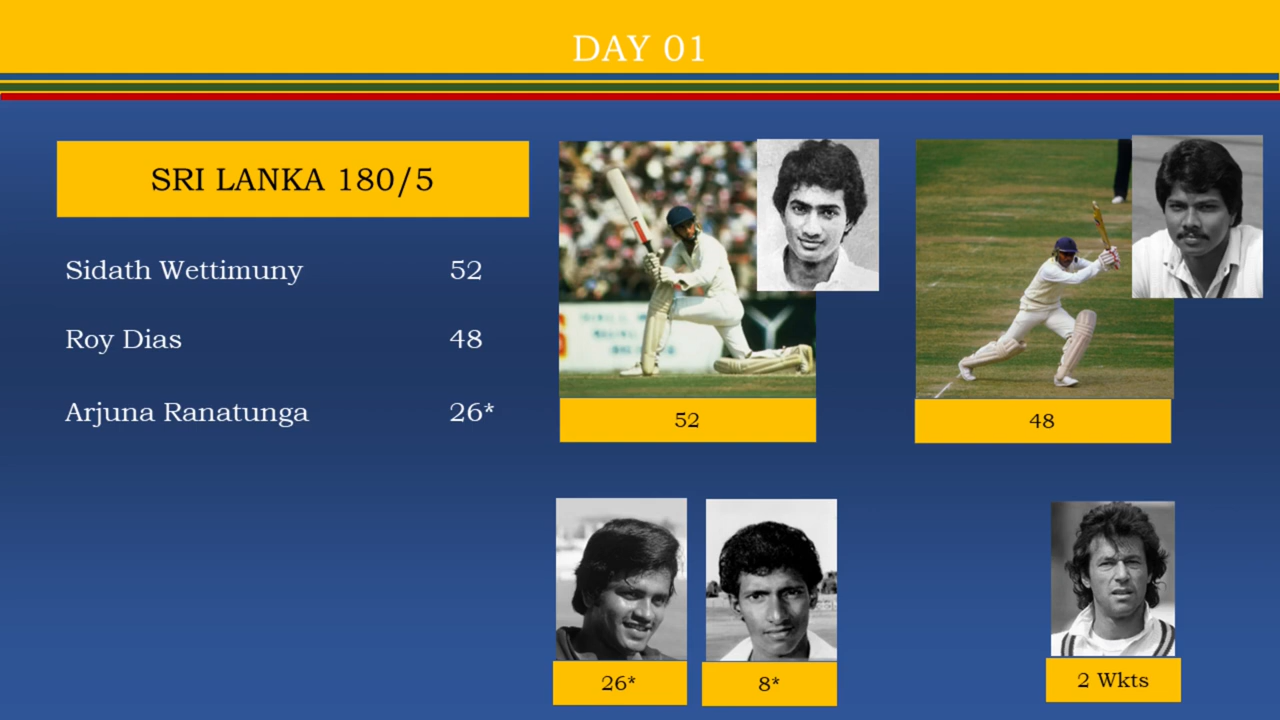 DAY 01
SRI LANKA 180/5
Sidath Wettimuny 52
Roy Dias 48
Arjuna Ranatunga 26*
52
48
26*
8*
2 Wkts